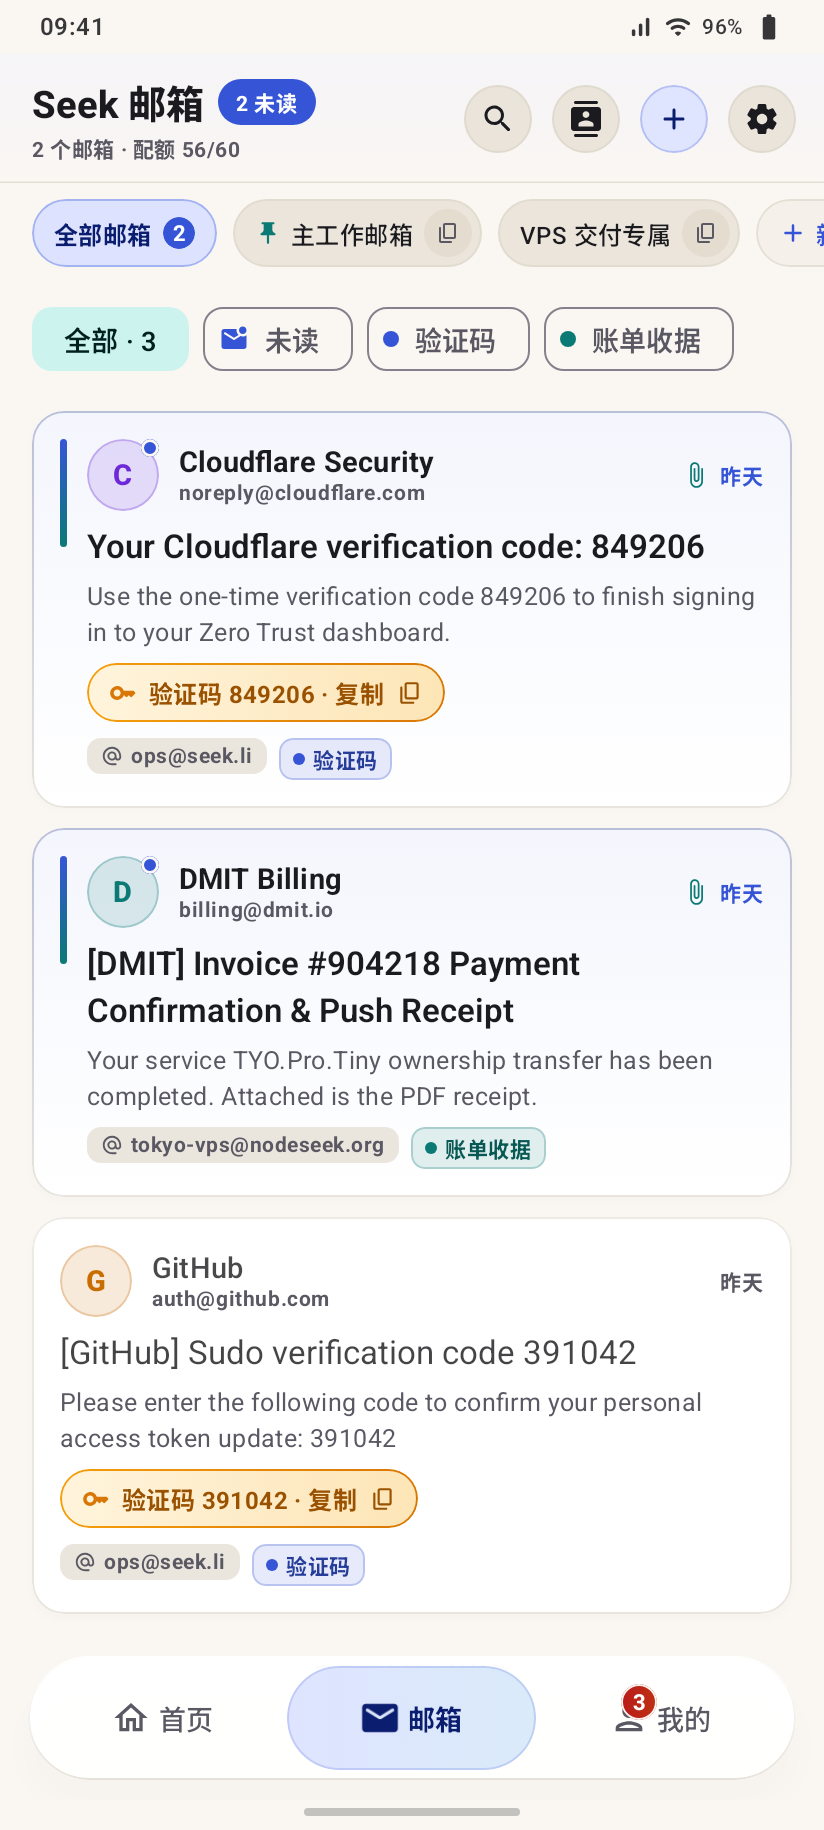 09:41
96%
Seek 邮箱
2 未读
2 个邮箱 · 配额 56/60
全部邮箱 2
主工作邮箱
VPS 交付专属
全部 · 3
未读
验证码
账单收据
C
Cloudflare Security
noreply@cloudflare.com
昨天
Your Cloudflare verification code: 849206
Use the one-time verification code 849206 to finish signing
in to your Zero Trust dashboard.
验证码 849206 · 复制
@ ops@seek.li
验证码
D
DMIT Billing
billing@dmit.io
昨天
[DMIT] Invoice #904218 Payment
Confirmation & Push Receipt
Your service TYO.Pro.Tiny ownership transfer has been
completed. Attached is the PDF receipt.
@ tokyo-vps@nodeseek.org
账单收据
G
GitHub
auth@github.com
昨天
[GitHub] Sudo verification code 391042
Please enter the following code to confirm your personal
access token update: 391042
验证码 391042 · 复制
@ ops@seek.li
验证码
首页
邮箱
3
我的